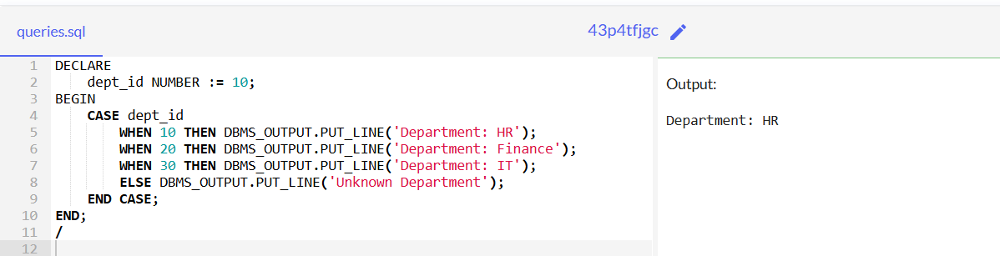 queries.sql
43p4tfjgc
1 DECLARE
2     dept_id NUMBER := 10;
3 BEGIN
4     CASE dept_id
5         WHEN 10 THEN DBMS_OUTPUT.PUT_LINE('Department: HR');
6         WHEN 20 THEN DBMS_OUTPUT.PUT_LINE('Department: Finance');
7         WHEN 30 THEN DBMS_OUTPUT.PUT_LINE('Department: IT');
8         ELSE DBMS_OUTPUT.PUT_LINE('Unknown Department');
9     END CASE;
10 END;
11 /
12
Output:
Department: HR